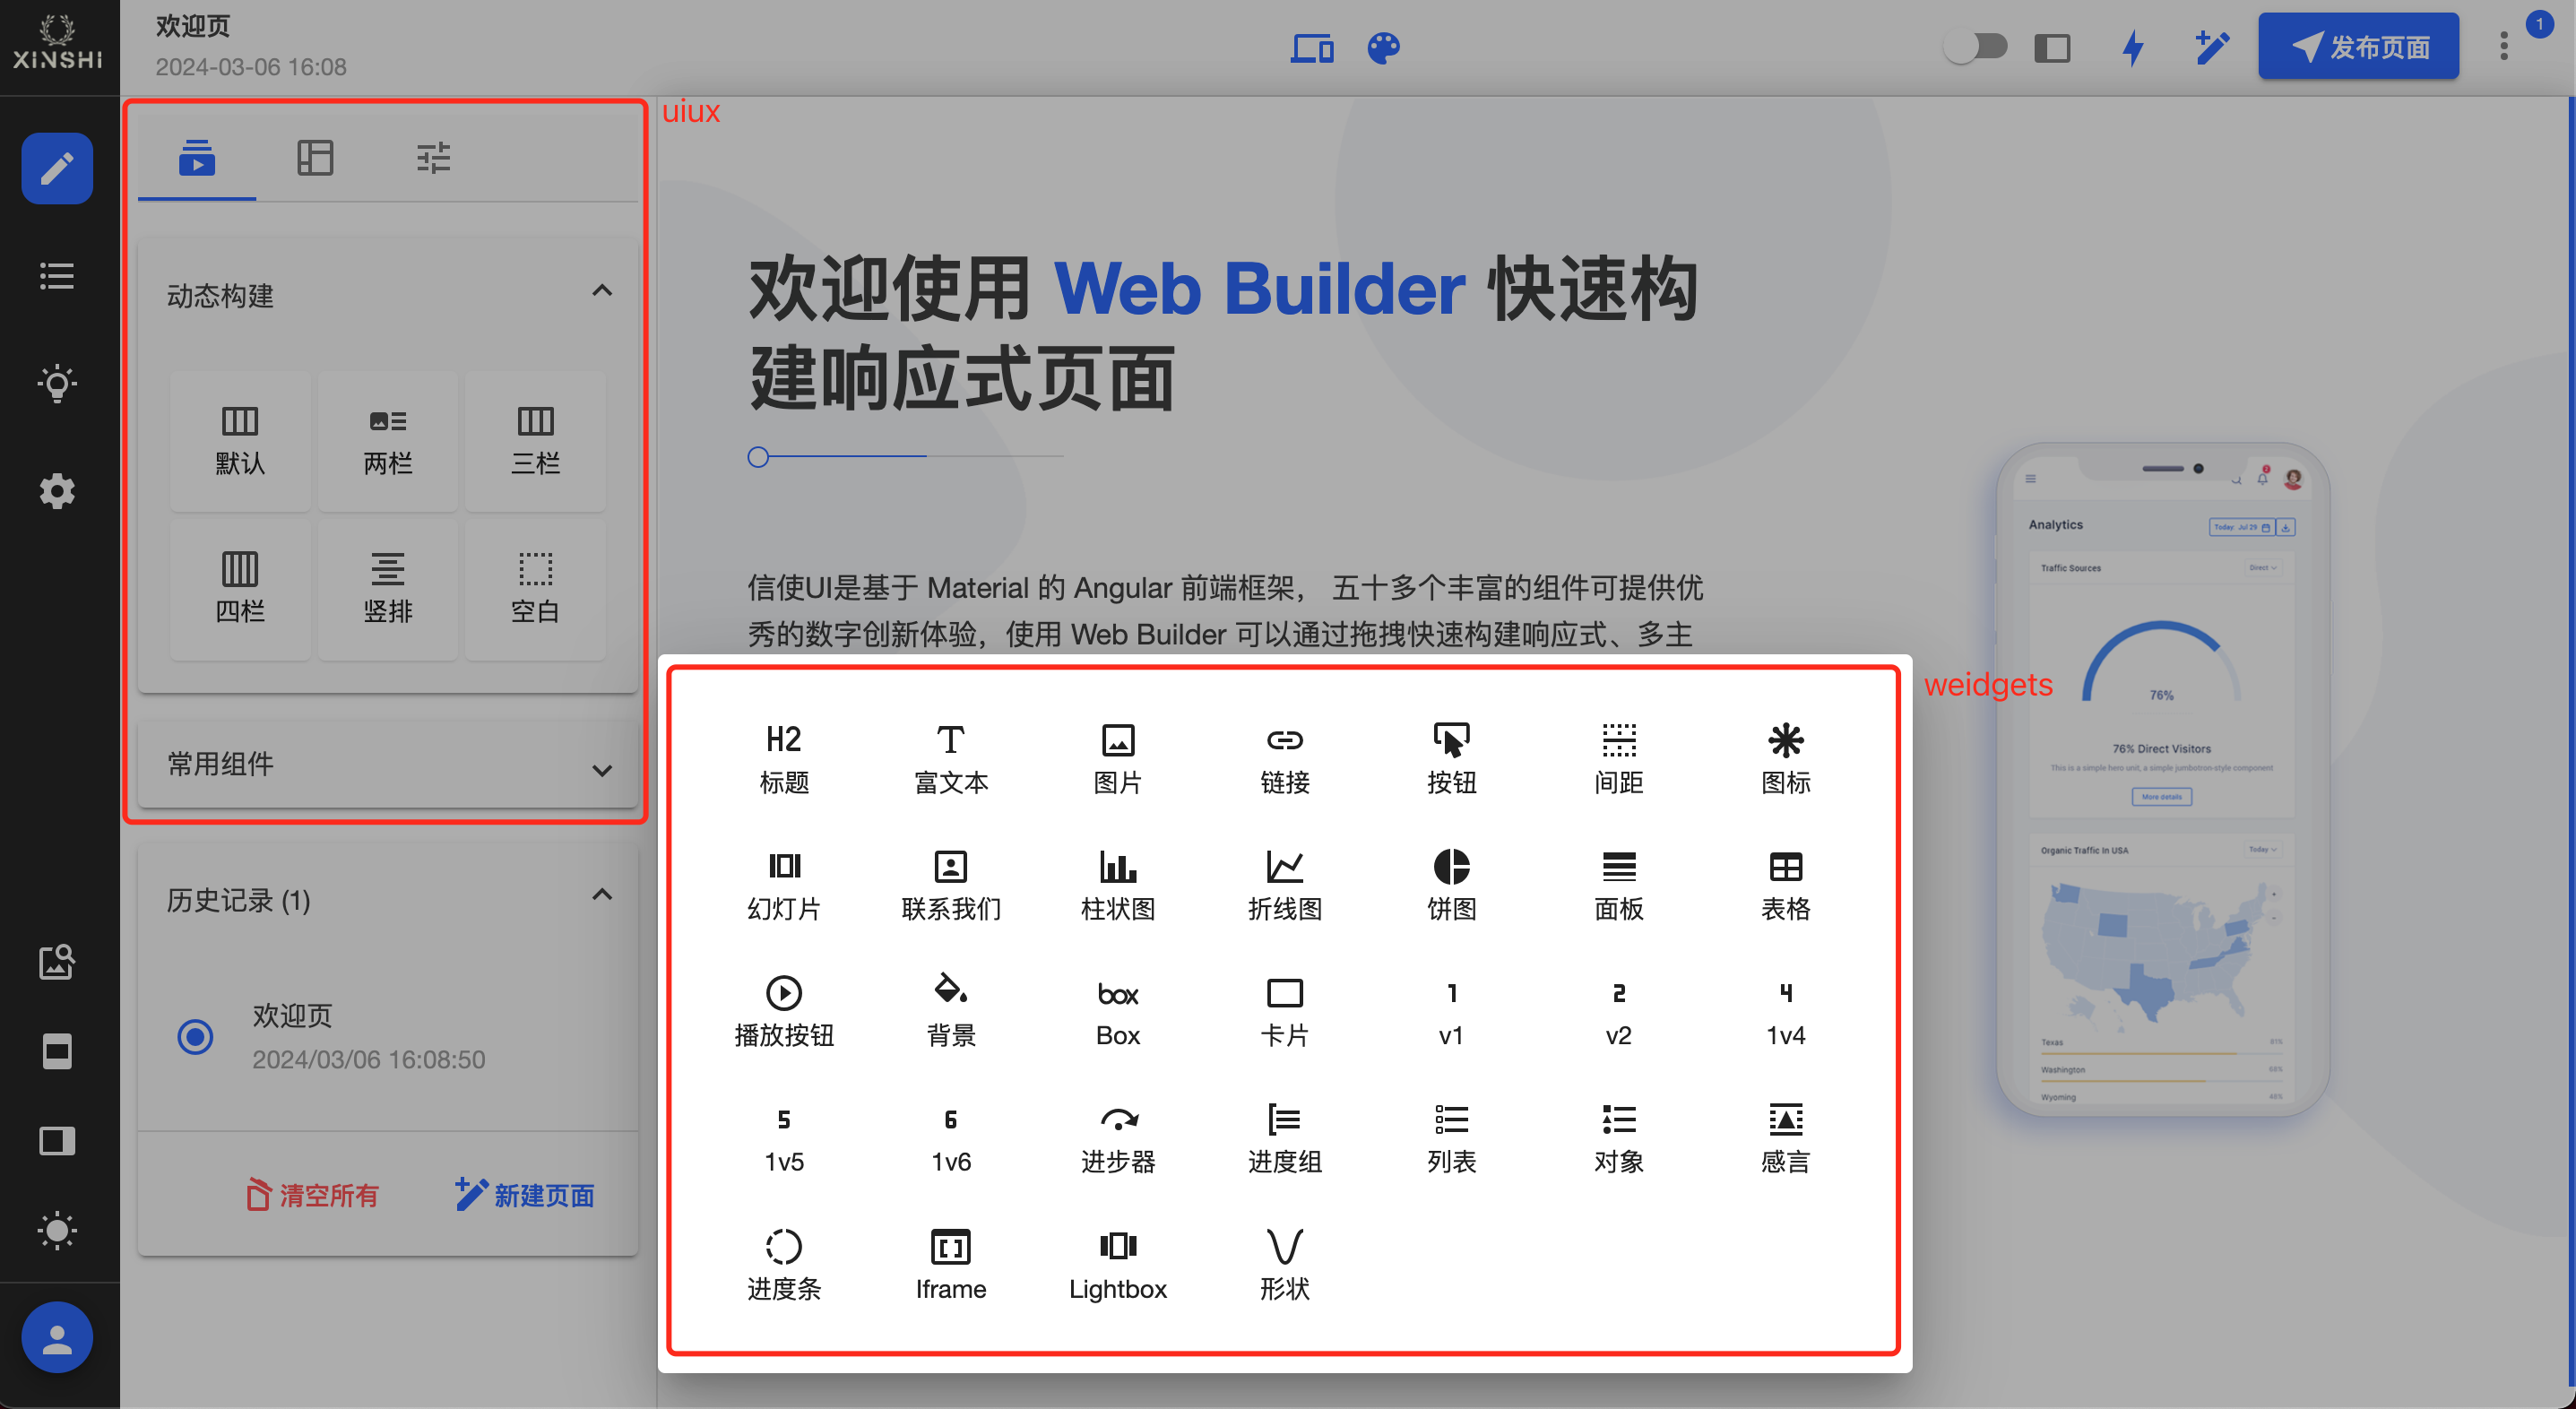 XINSHI
欢迎页
2024-03-06 16:08
发布页面
1
uiux
动态构建
默认
两栏
三栏
四栏
竖排
空白
常用组件
历史记录 (1)
欢迎页
2024/03/06 16:08:50
清空所有
新建页面
欢迎使用 Web Builder 快速构
建响应式页面
信使UI是基于 Material 的 Angular 前端框架， 五十多个丰富的组件可提供优
秀的数字创新体验，使用 Web Builder 可以通过拖拽快速构建响应式、多主
weidgets
H2
标题
富文本
图片
链接
按钮
间距
图标
幻灯片
联系我们
柱状图
折线图
饼图
面板
表格
播放按钮
背景
box
Box
卡片
1
v1
2
v2
4
1v4
5
1v5
6
1v6
进步器
进度组
列表
对象
感言
进度条
Iframe
Lightbox
形状
2
Analytics
Today: Jul 29
Traffic Sources
Direct
76%
76% Direct Visitors
This is a simple hero unit, a simple jumbotron-style component
More details
Organic Traffic In USA
Today
Texas
81%
Washington
68%
Wyoming
48%